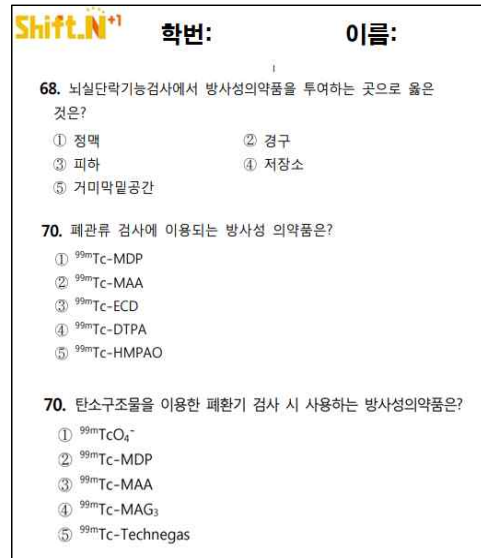 Shift_N+1 학번: 이름:
68. 뇌실단락기능검사에서 방사성의약품을 투여하는 곳으로 옳은
것은?
① 정맥 ② 경구
③ 피하 ④ 저장소
⑤ 거미막밑공간
70. 폐관류 검사에 이용되는 방사성 의약품은?
① ⁹⁹ᵐTc-MDP
② ⁹⁹ᵐTc-MAA
③ ⁹⁹ᵐTc-ECD
④ ⁹⁹ᵐTc-DTPA
⑤ ⁹⁹ᵐTc-HMPAO
70. 탄소구조물을 이용한 폐환기 검사 시 사용하는 방사성의약품은?
① ⁹⁹ᵐTcO₄⁻
② ⁹⁹ᵐTc-MDP
③ ⁹⁹ᵐTc-MAA
④ ⁹⁹ᵐTc-MAG₃
⑤ ⁹⁹ᵐTc-Technegas